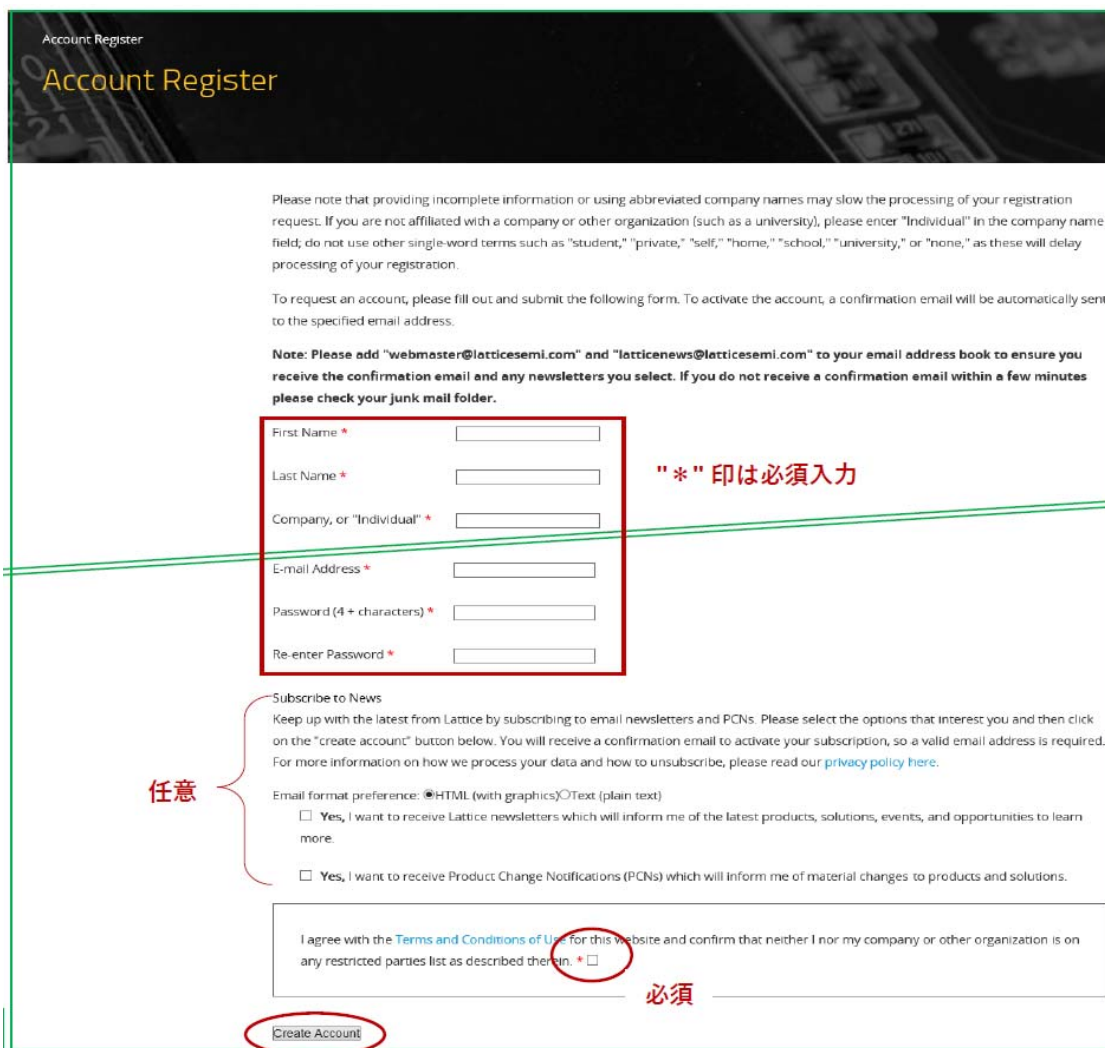 Account Register
Account Register
Please note that providing incomplete information or using abbreviated company names may slow the processing of your registration
request. If you are not affiliated with a company or other organization (such as a university), please enter "Individual" in the company name
field; do not use other single-word terms such as "student," "private," "self," "home," "school," "university," or "none," as these will delay
processing of your registration.
To request an account, please fill out and submit the following form. To activate the account, a confirmation email will be automatically sent
to the specified email address.
Note: Please add "webmaster@latticesemi.com" and "latticenews@latticesemi.com" to your email address book to ensure you
receive the confirmation email and any newsletters you select. If you do not receive a confirmation email within a few minutes
please check your junk mail folder.
First Name *
Last Name *
"＊" 印は必須入力
Company, or "Individual" *
E-mail Address *
Password (4 + characters) *
Re-enter Password *
Subscribe to News
Keep up with the latest from Lattice by subscribing to email newsletters and PCNs. Please select the options that interest you and then click
on the "create account" button below. You will receive a confirmation email to activate your subscription, so a valid email address is required.
For more information on how we process your data and how to unsubscribe, please read our privacy policy here.
任意
Email format preference: HTML (with graphics) Text (plain text)
Yes, I want to receive Lattice newsletters which will inform me of the latest products, solutions, events, and opportunities to learn
more.
Yes, I want to receive Product Change Notifications (PCNs) which will inform me of material changes to products and solutions.
I agree with the Terms and Conditions of Use for this website and confirm that neither I nor my company or other organization is on
any restricted parties list as described therein. *
必須
Create Account